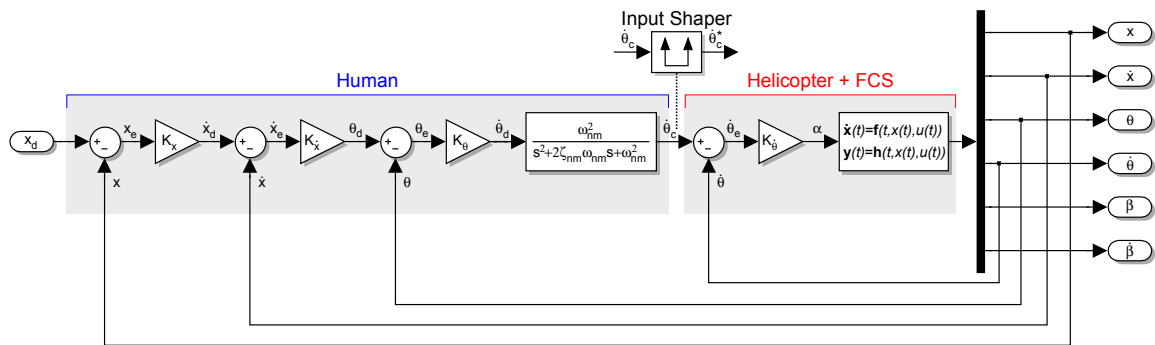 Input Shaper
θ̇c
θ̇c*
Human
Helicopter + FCS
xd
+
−
xe
Kx
ẋd
+
−
ẋe
Kẋ
θd
+
−
θe
Kθ
θ̇d
ω²nm
s²+2ζnmωnms+ω²nm
θ̇c
+
−
θ̇e
Kθ̇
α
ẋ(t)=f(t,x(t),u(t))
y(t)=h(t,x(t),u(t))
x
ẋ
θ
θ̇
x
ẋ
θ
θ̇
β
β̇